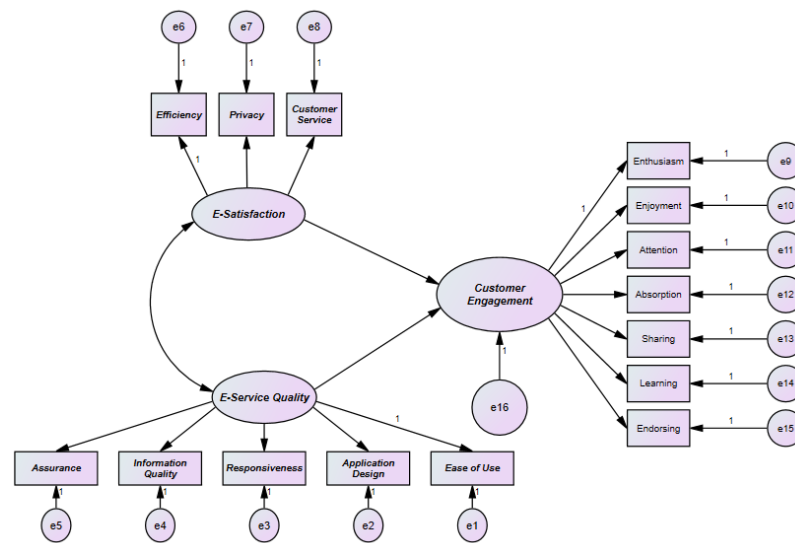 e6
e7
e8
1
1
1
Efficiency
Privacy
Customer
Service
1
E-Satisfaction
1
Enthusiasm
1
e9
Enjoyment
1
e10
Attention
1
e11
Customer
Engagement
Absorption
1
e12
Sharing
1
e13
Learning
1
e14
Endorsing
1
e15
1
e16
E-Service Quality
1
Assurance
Information
Quality
Responsiveness
Application
Design
Ease of Use
1
1
1
1
1
e5
e4
e3
e2
e1